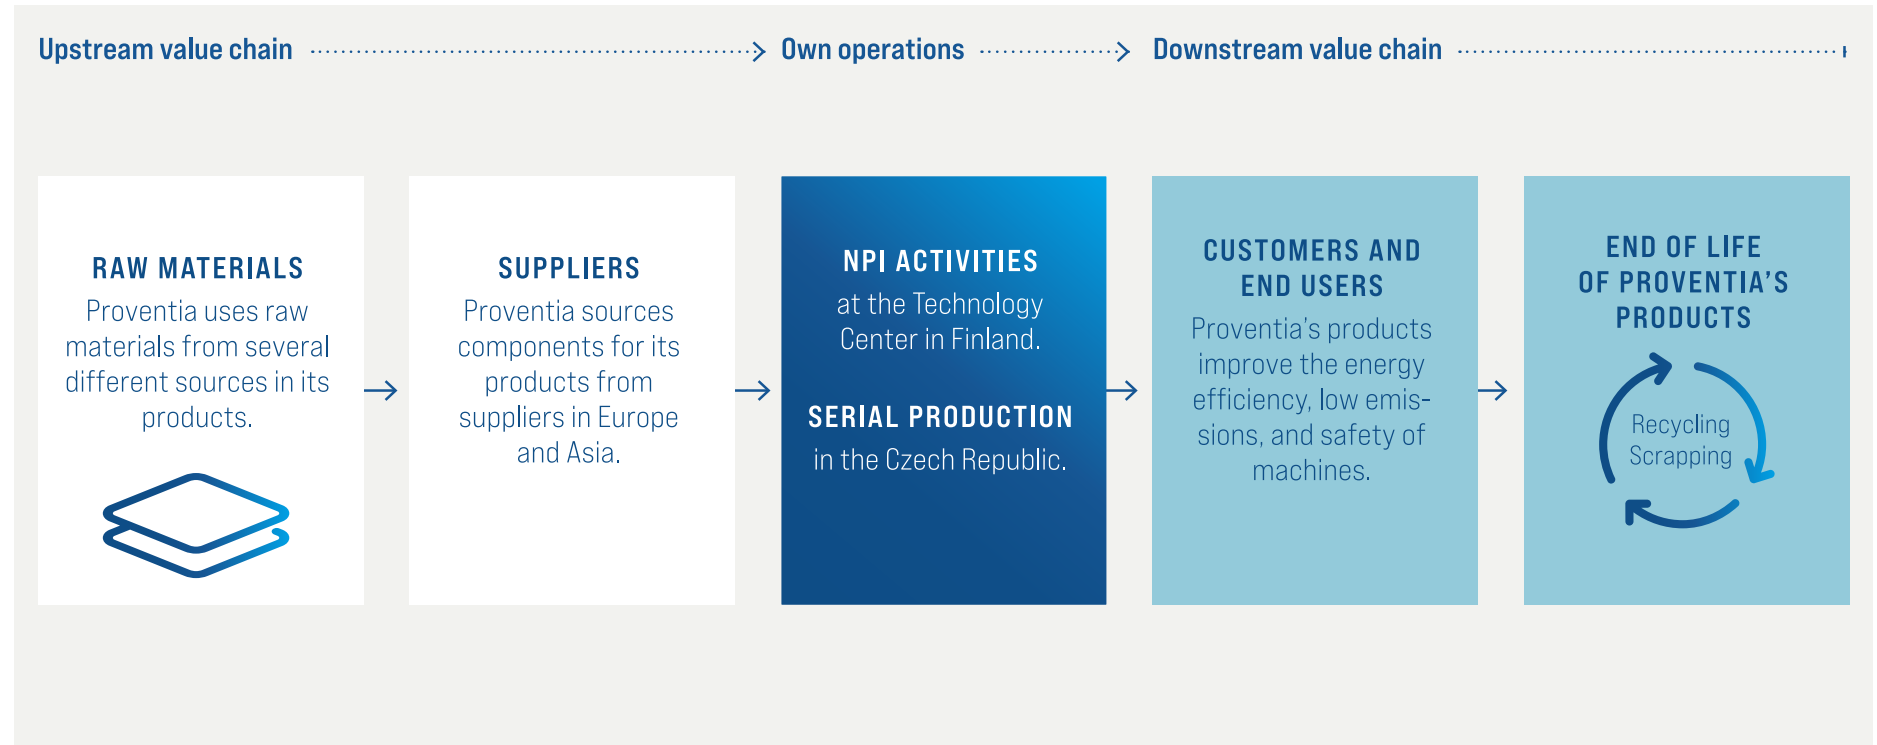 Upstream value chain
Own operations
Downstream value chain
RAW MATERIALS
Proventia uses raw
materials from several
different sources in its
products.
SUPPLIERS
Proventia sources
components for its
products from
suppliers in Europe
and Asia.
NPI ACTIVITIES
at the Technology
Center in Finland.
SERIAL PRODUCTION
in the Czech Republic.
CUSTOMERS AND
END USERS
Proventia's products
improve the energy
efficiency, low emis-
sions, and safety of
machines.
END OF LIFE
OF PROVENTIA'S
PRODUCTS
Recycling
Scrapping